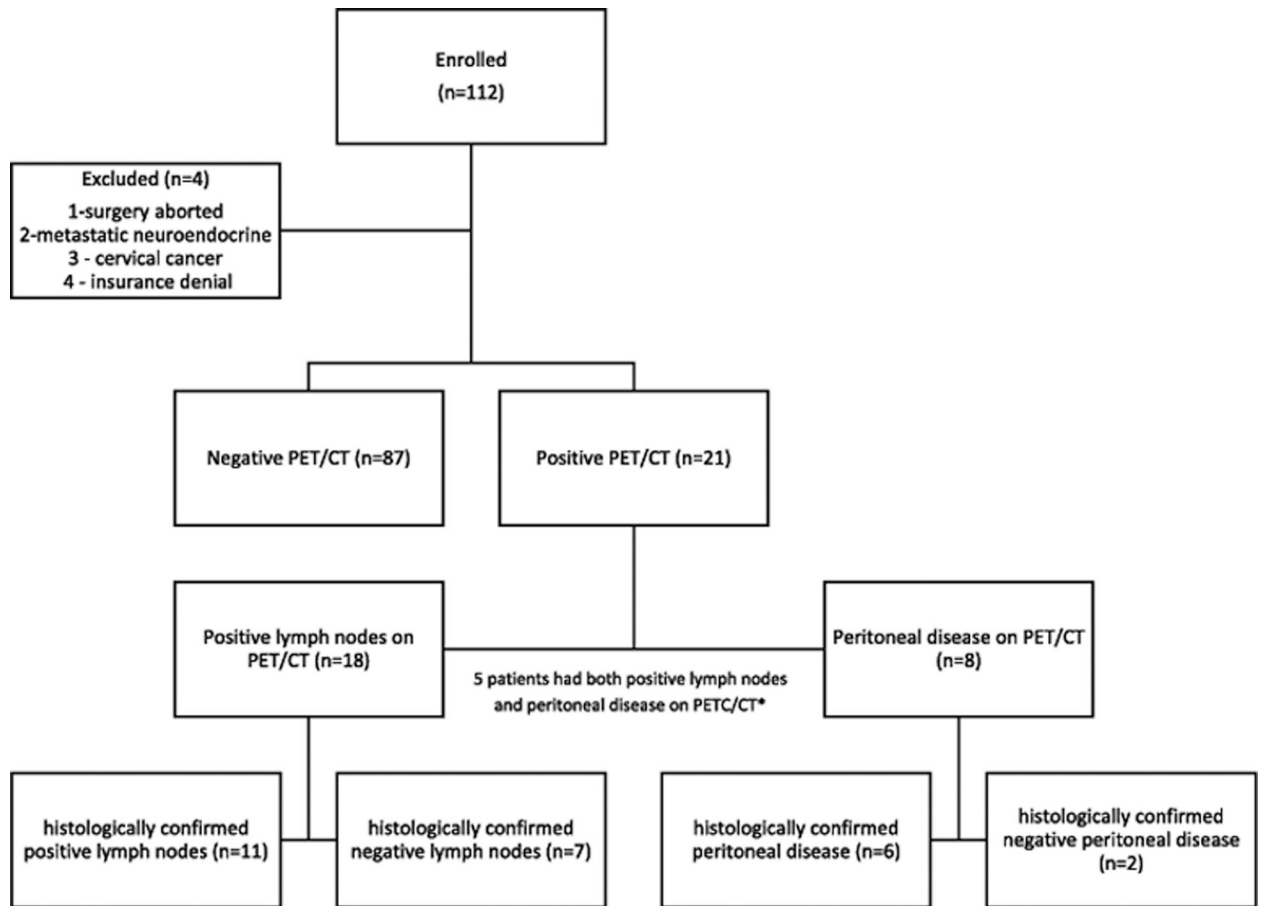 Enrolled
(n=112)
Excluded (n=4)
1-surgery aborted
2-metastatic neuroendocrine
3 - cervical cancer
4 - insurance denial
Negative PET/CT (n=87)
Positive PET/CT (n=21)
Positive lymph nodes on
PET/CT (n=18)
5 patients had both positive lymph nodes
and peritoneal disease on PETC/CT*
Peritoneal disease on PET/CT
(n=8)
histologically confirmed
positive lymph nodes (n=11)
histologically confirmed
negative lymph nodes (n=7)
histologically confirmed
peritoneal disease (n=6)
histologically confirmed
negative peritoneal disease
(n=2)